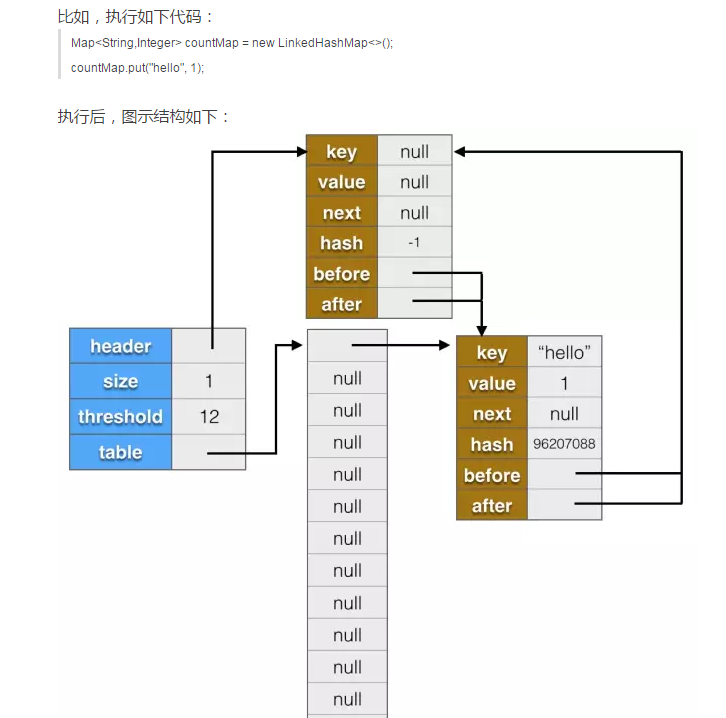 比如，执行如下代码：
Map<String,Integer> countMap = new LinkedHashMap<>();
countMap.put("hello", 1);
执行后，图示结构如下：
key null
value null
next null
hash -1
before
after
header
size 1
threshold 12
table
null
null
null
null
null
null
null
null
null
null
null
key “hello”
value 1
next null
hash 96207088
before
after